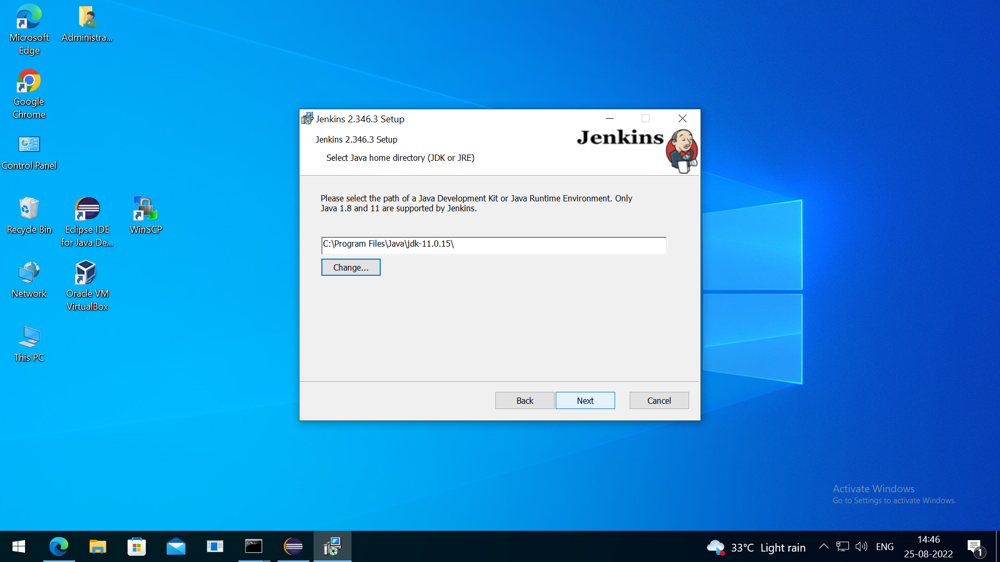 Microsoft
Edge
Administra...
Google
Chrome
Control Panel
Recycle Bin
Eclipse IDE
for Java De...
WinSCP
Network
Oracle VM
VirtualBox
This PC
Jenkins 2.346.3 Setup
Jenkins 2.346.3 Setup
Jenkins
Select Java home directory (JDK or JRE)
Please select the path of a Java Development Kit or Java Runtime Environment. Only
Java 1.8 and 11 are supported by Jenkins.
C:\Program Files\Java\jdk-11.0.15\
Change...
Back
Next
Cancel
Activate Windows
Go to Settings to activate Windows.
33°C Light rain
ENG
14:46
25-08-2022
1